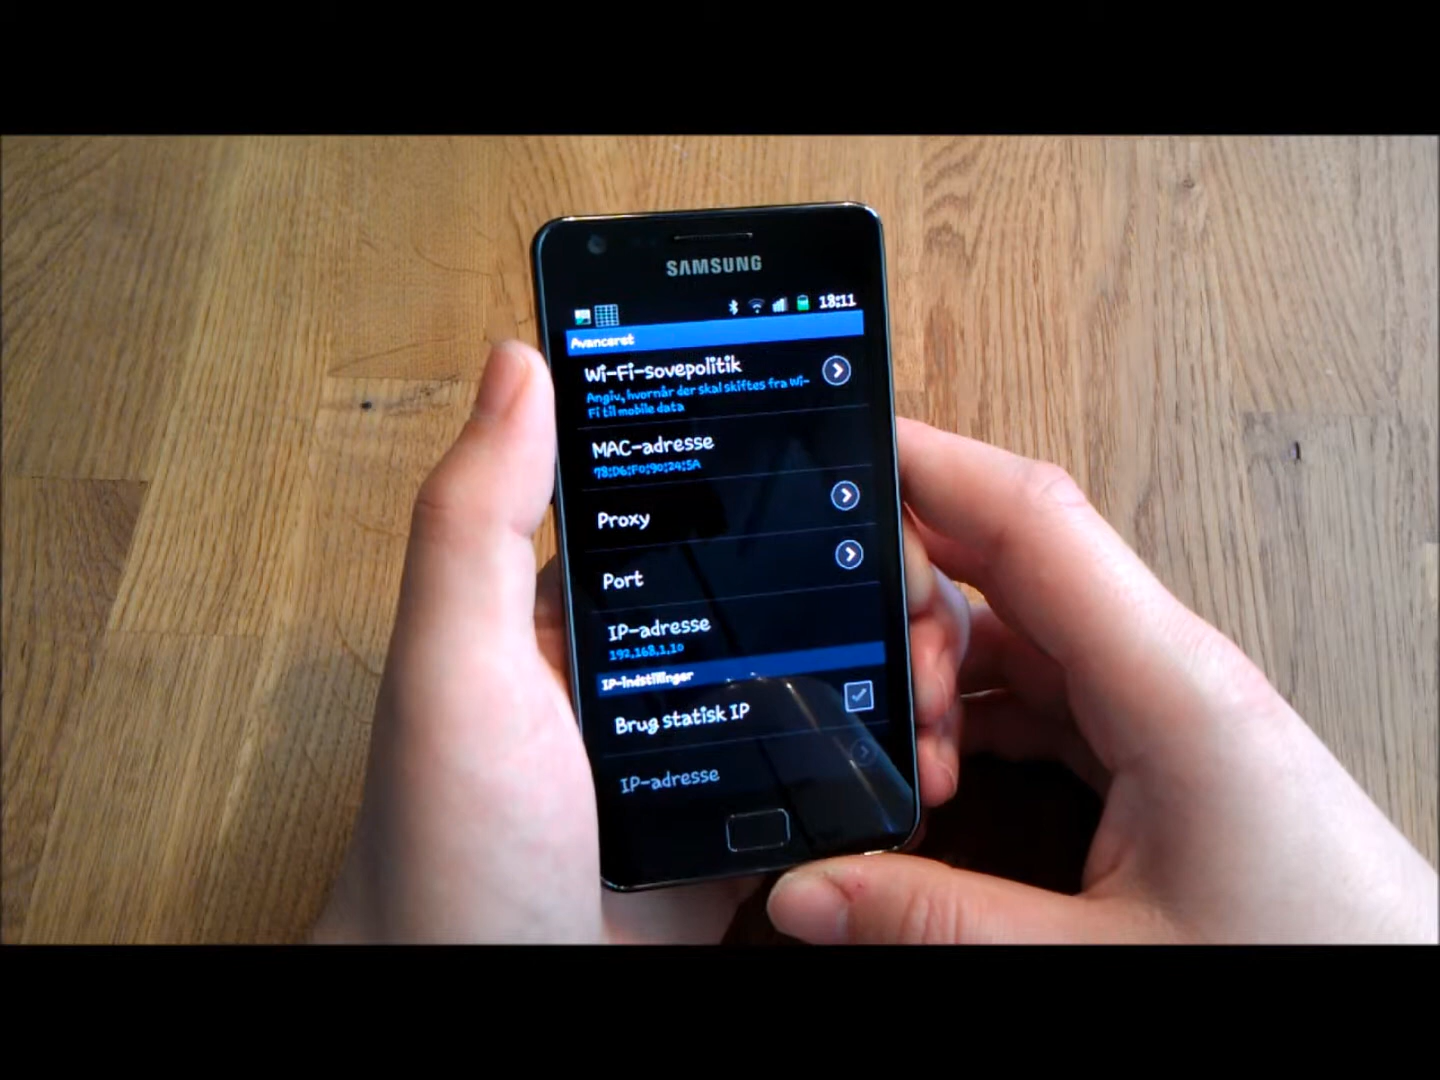 SAMSUNG
18:11
Avanceret
Wi-Fi-sovepolitik
Angiv, hvornår der skal skiftes fra Wi-
Fi til mobile data
MAC-adresse
78:D6:F0:90:24:5A
Proxy
Port
IP-adresse
192.168.1.10
IP-indstillinger
Brug statisk IP
IP-adresse